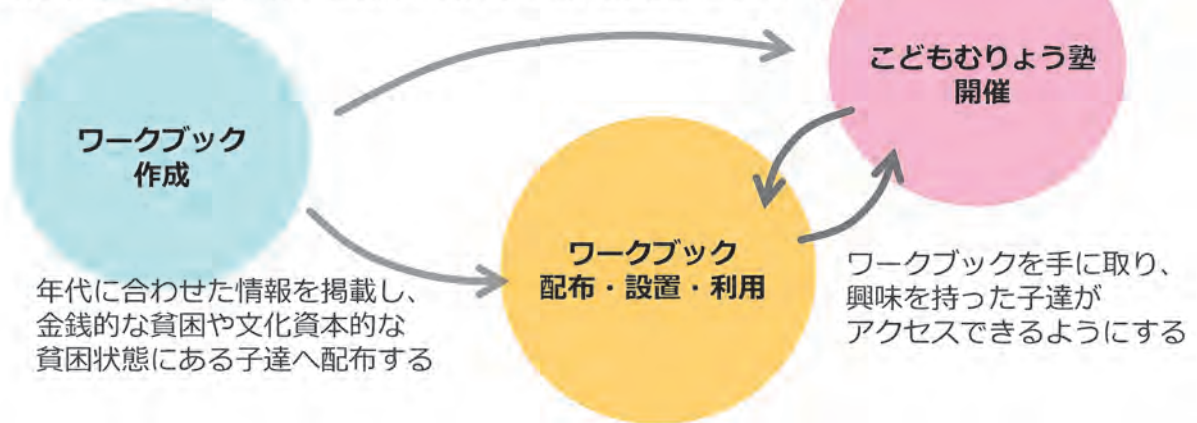 こどもむりょう塾
開催
ワークブック
作成
ワークブック
配布・設置・利用
年代に合わせた情報を掲載し、
金銭的な貧困や文化資本的な
貧困状態にある子達へ配布する
ワークブックを手に取り、
興味を持った子達が
アクセスできるようにする